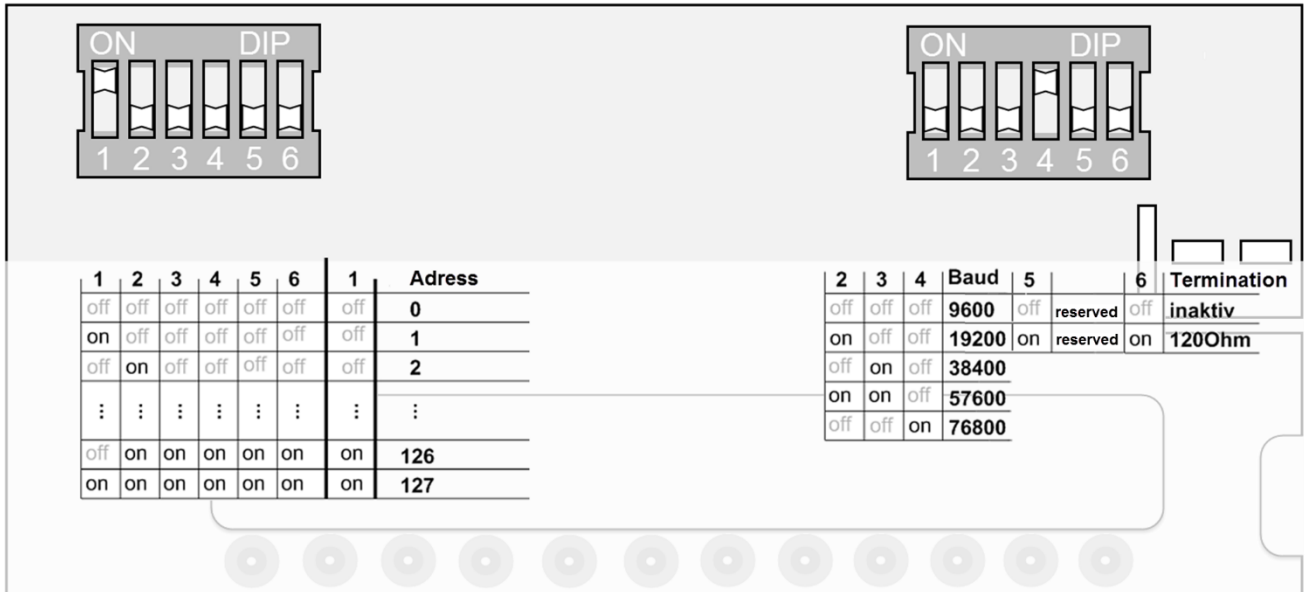 ON DIP
1 2 3 4 5 6
ON DIP
1 2 3 4 5 6
1 2 3 4 5 6 1 Adress
off off off off off off off 0
on off off off off off off 1
off on off off off off off 2
⋮ ⋮ ⋮ ⋮ ⋮ ⋮ ⋮ ⋮
off on on on on on on 126
on on on on on on on 127
2 3 4 Baud 5 6 Termination
off off off 9600 off reserved off inaktiv
on off off 19200 on reserved on 120Ohm
off on off 38400
on on off 57600
off off on 76800